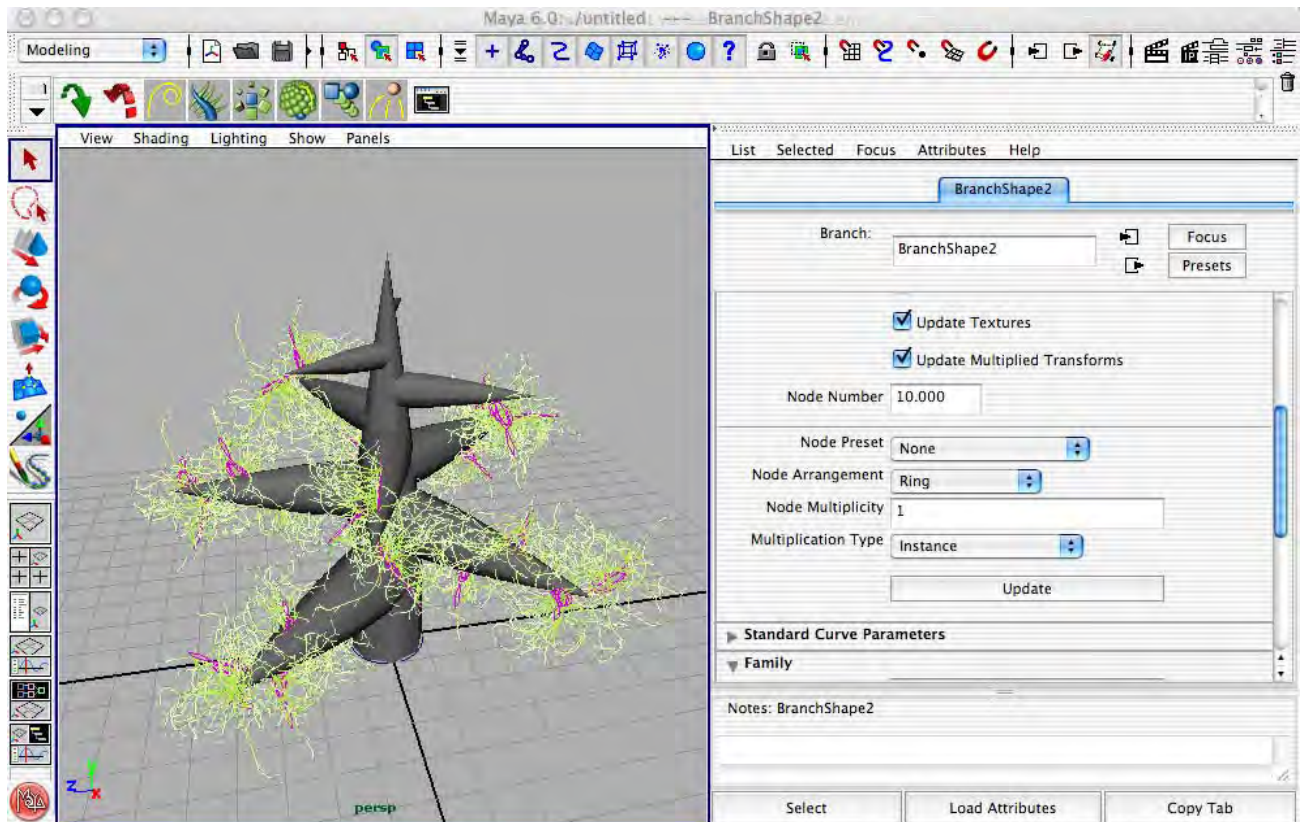 Maya 6.0: ./untitled: --- BranchShape2
Modeling
1
View Shading Lighting Show Panels
List Selected Focus Attributes Help
BranchShape2
Branch:
BranchShape2
Focus
Presets
Update Textures
Update Multiplied Transforms
Node Number 10.000
Node Preset None
Node Arrangement Ring
Node Multiplicity 1
Multiplication Type Instance
Update
Standard Curve Parameters
Family
Notes: BranchShape2
y
z x
persp
Select Load Attributes Copy Tab